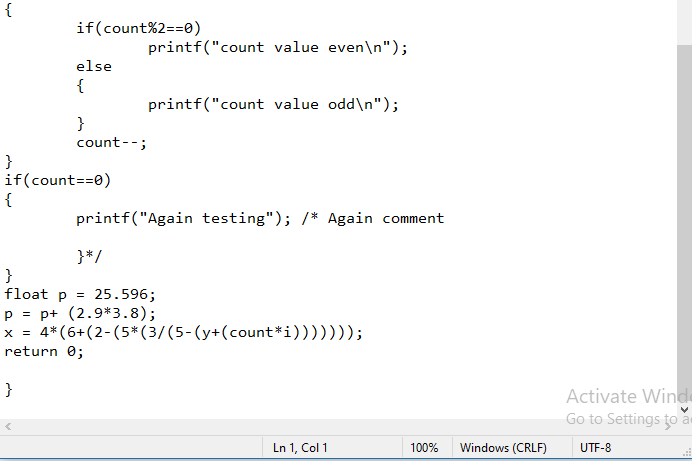 {
if(count%2==0)
printf("count value even\n");
else
{
printf("count value odd\n");
}
count--;
}
if(count==0)
{
printf("Again testing"); /* Again comment
}*/
}
float p = 25.596;
p = p+ (2.9*3.8);
x = 4*(6+(2-(5*(3/(5-(y+(count*i)))))));
return 0;
}
Activate Wind
Go to Settings to a
Ln 1, Col 1 100% Windows (CRLF) UTF-8